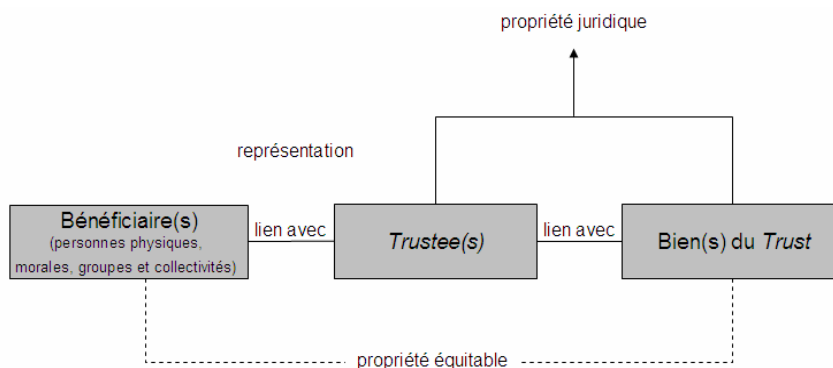 propriété juridique
représentation
Bénéficiaire(s)
(personnes physiques,
morales, groupes et collectivités)
lien avec
Trustee(s)
lien avec
Bien(s) du Trust
propriété équitable